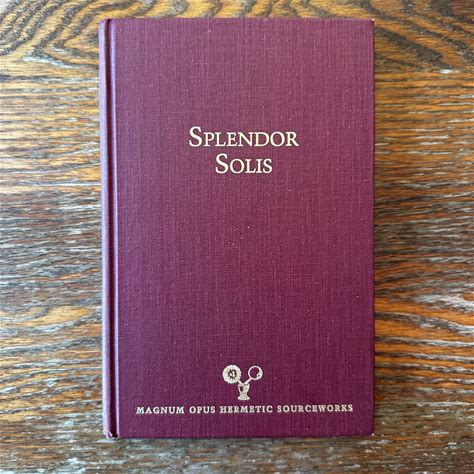 SPLENDOR
SOLIS
MAGNUM OPUS HERMETIC SOURCEWORKS